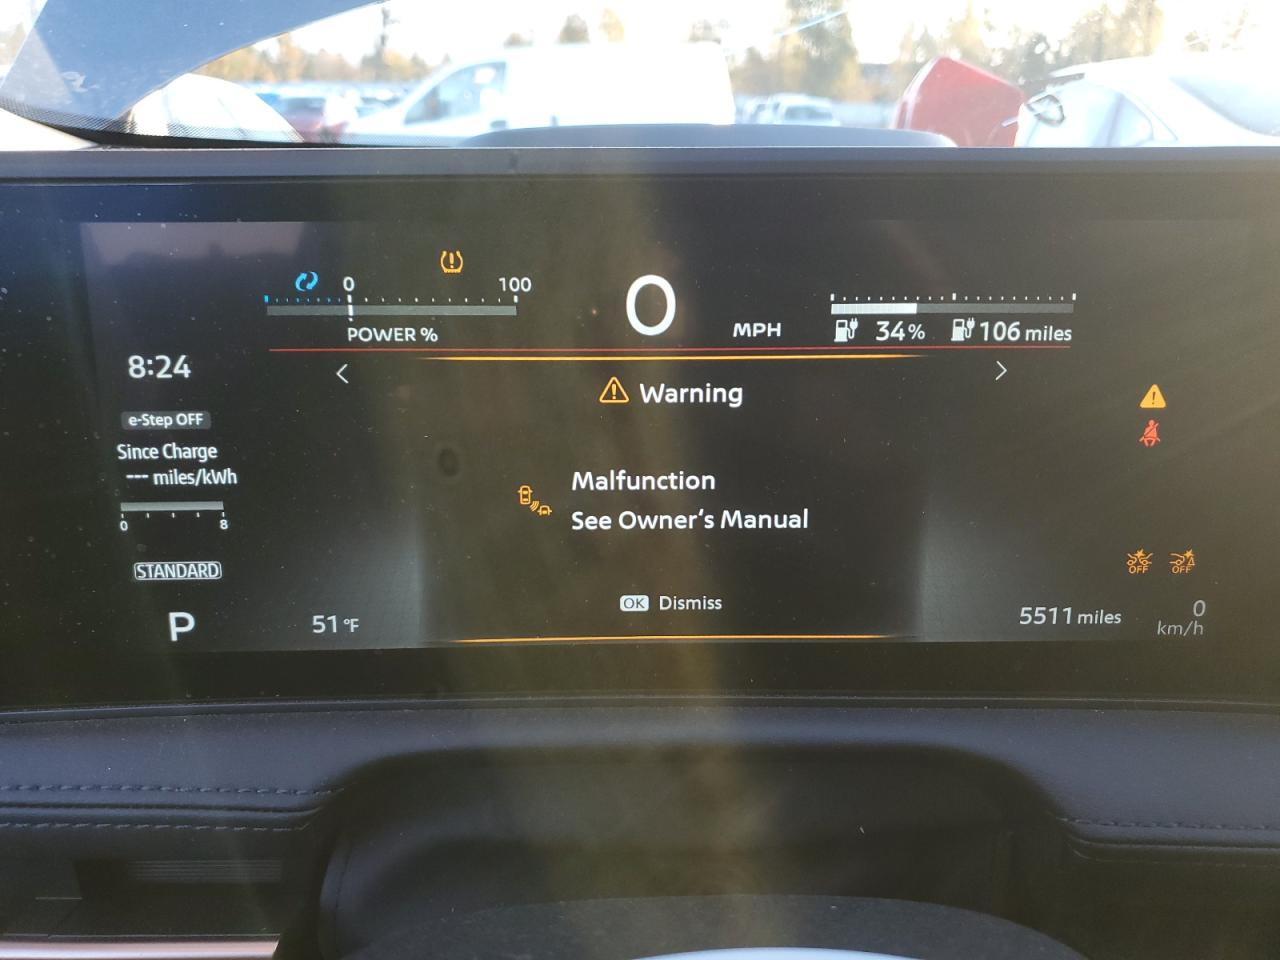 0 100
POWER %
0
MPH
34% 106 miles
8:24
Warning
e-Step OFF
Since Charge
--- miles/kWh
0 8
Malfunction
See Owner's Manual
STANDARD
OFF OFF
OK Dismiss
P
51 °F
5511 miles
0
km/h